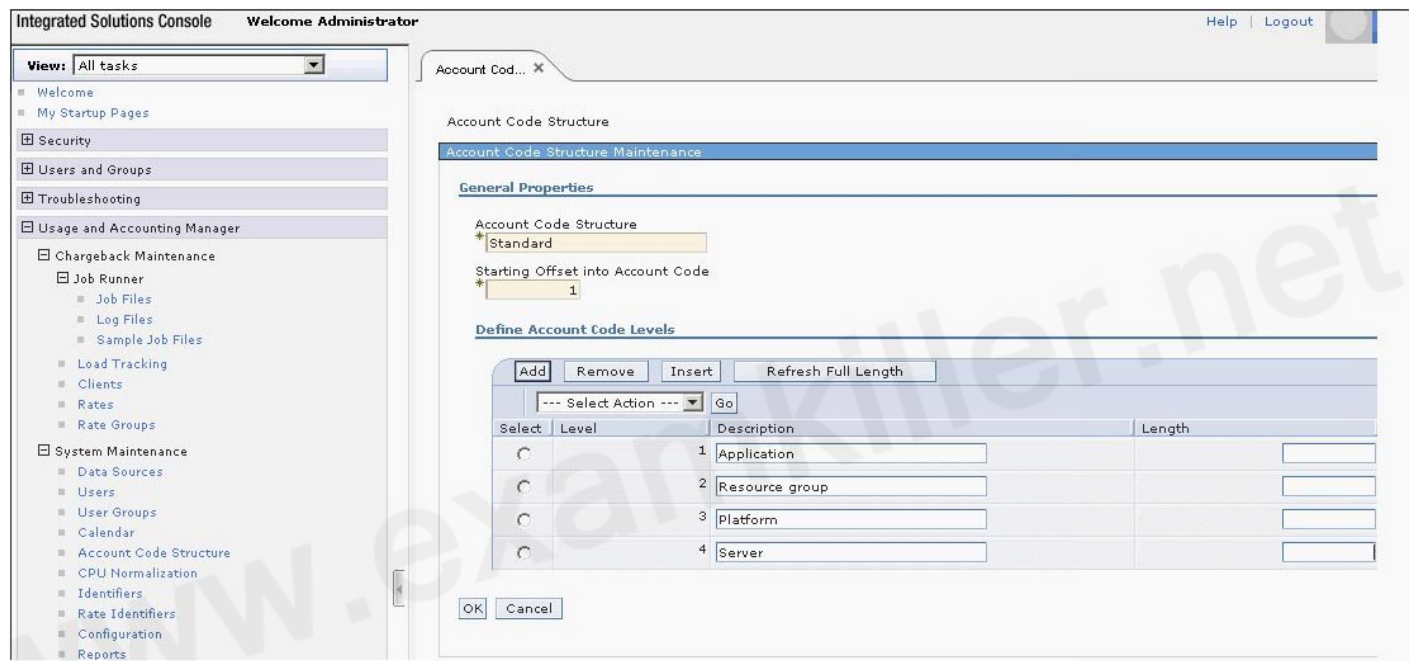 Integrated Solutions Console Welcome Administrator Help | Logout
View: All tasks
Welcome
My Startup Pages
Security
Users and Groups
Troubleshooting
Usage and Accounting Manager
Chargeback Maintenance
Job Runner
Job Files
Log Files
Sample Job Files
Load Tracking
Clients
Rates
Rate Groups
System Maintenance
Data Sources
Users
User Groups
Calendar
Account Code Structure
CPU Normalization
Identifiers
Rate Identifiers
Configuration
Reports
Account Cod...
Account Code Structure
Account Code Structure Maintenance
General Properties
Account Code Structure
* Standard
Starting Offset into Account Code
* 1
Define Account Code Levels
Add Remove Insert Refresh Full Length
--- Select Action --- Go
Select Level Description Length
1 Application
2 Resource group
3 Platform
4 Server
OK Cancel
www.examkiller.net